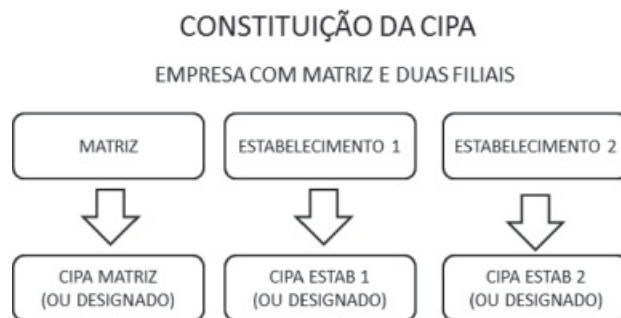 CONSTITUIÇÃO DA CIPA
EMPRESA COM MATRIZ E DUAS FILIAIS
MATRIZ
ESTABELECIMENTO 1
ESTABELECIMENTO 2
CIPA MATRIZ
(OU DESIGNADO)
CIPA ESTAB 1
(OU DESIGNADO)
CIPA ESTAB 2
(OU DESIGNADO)